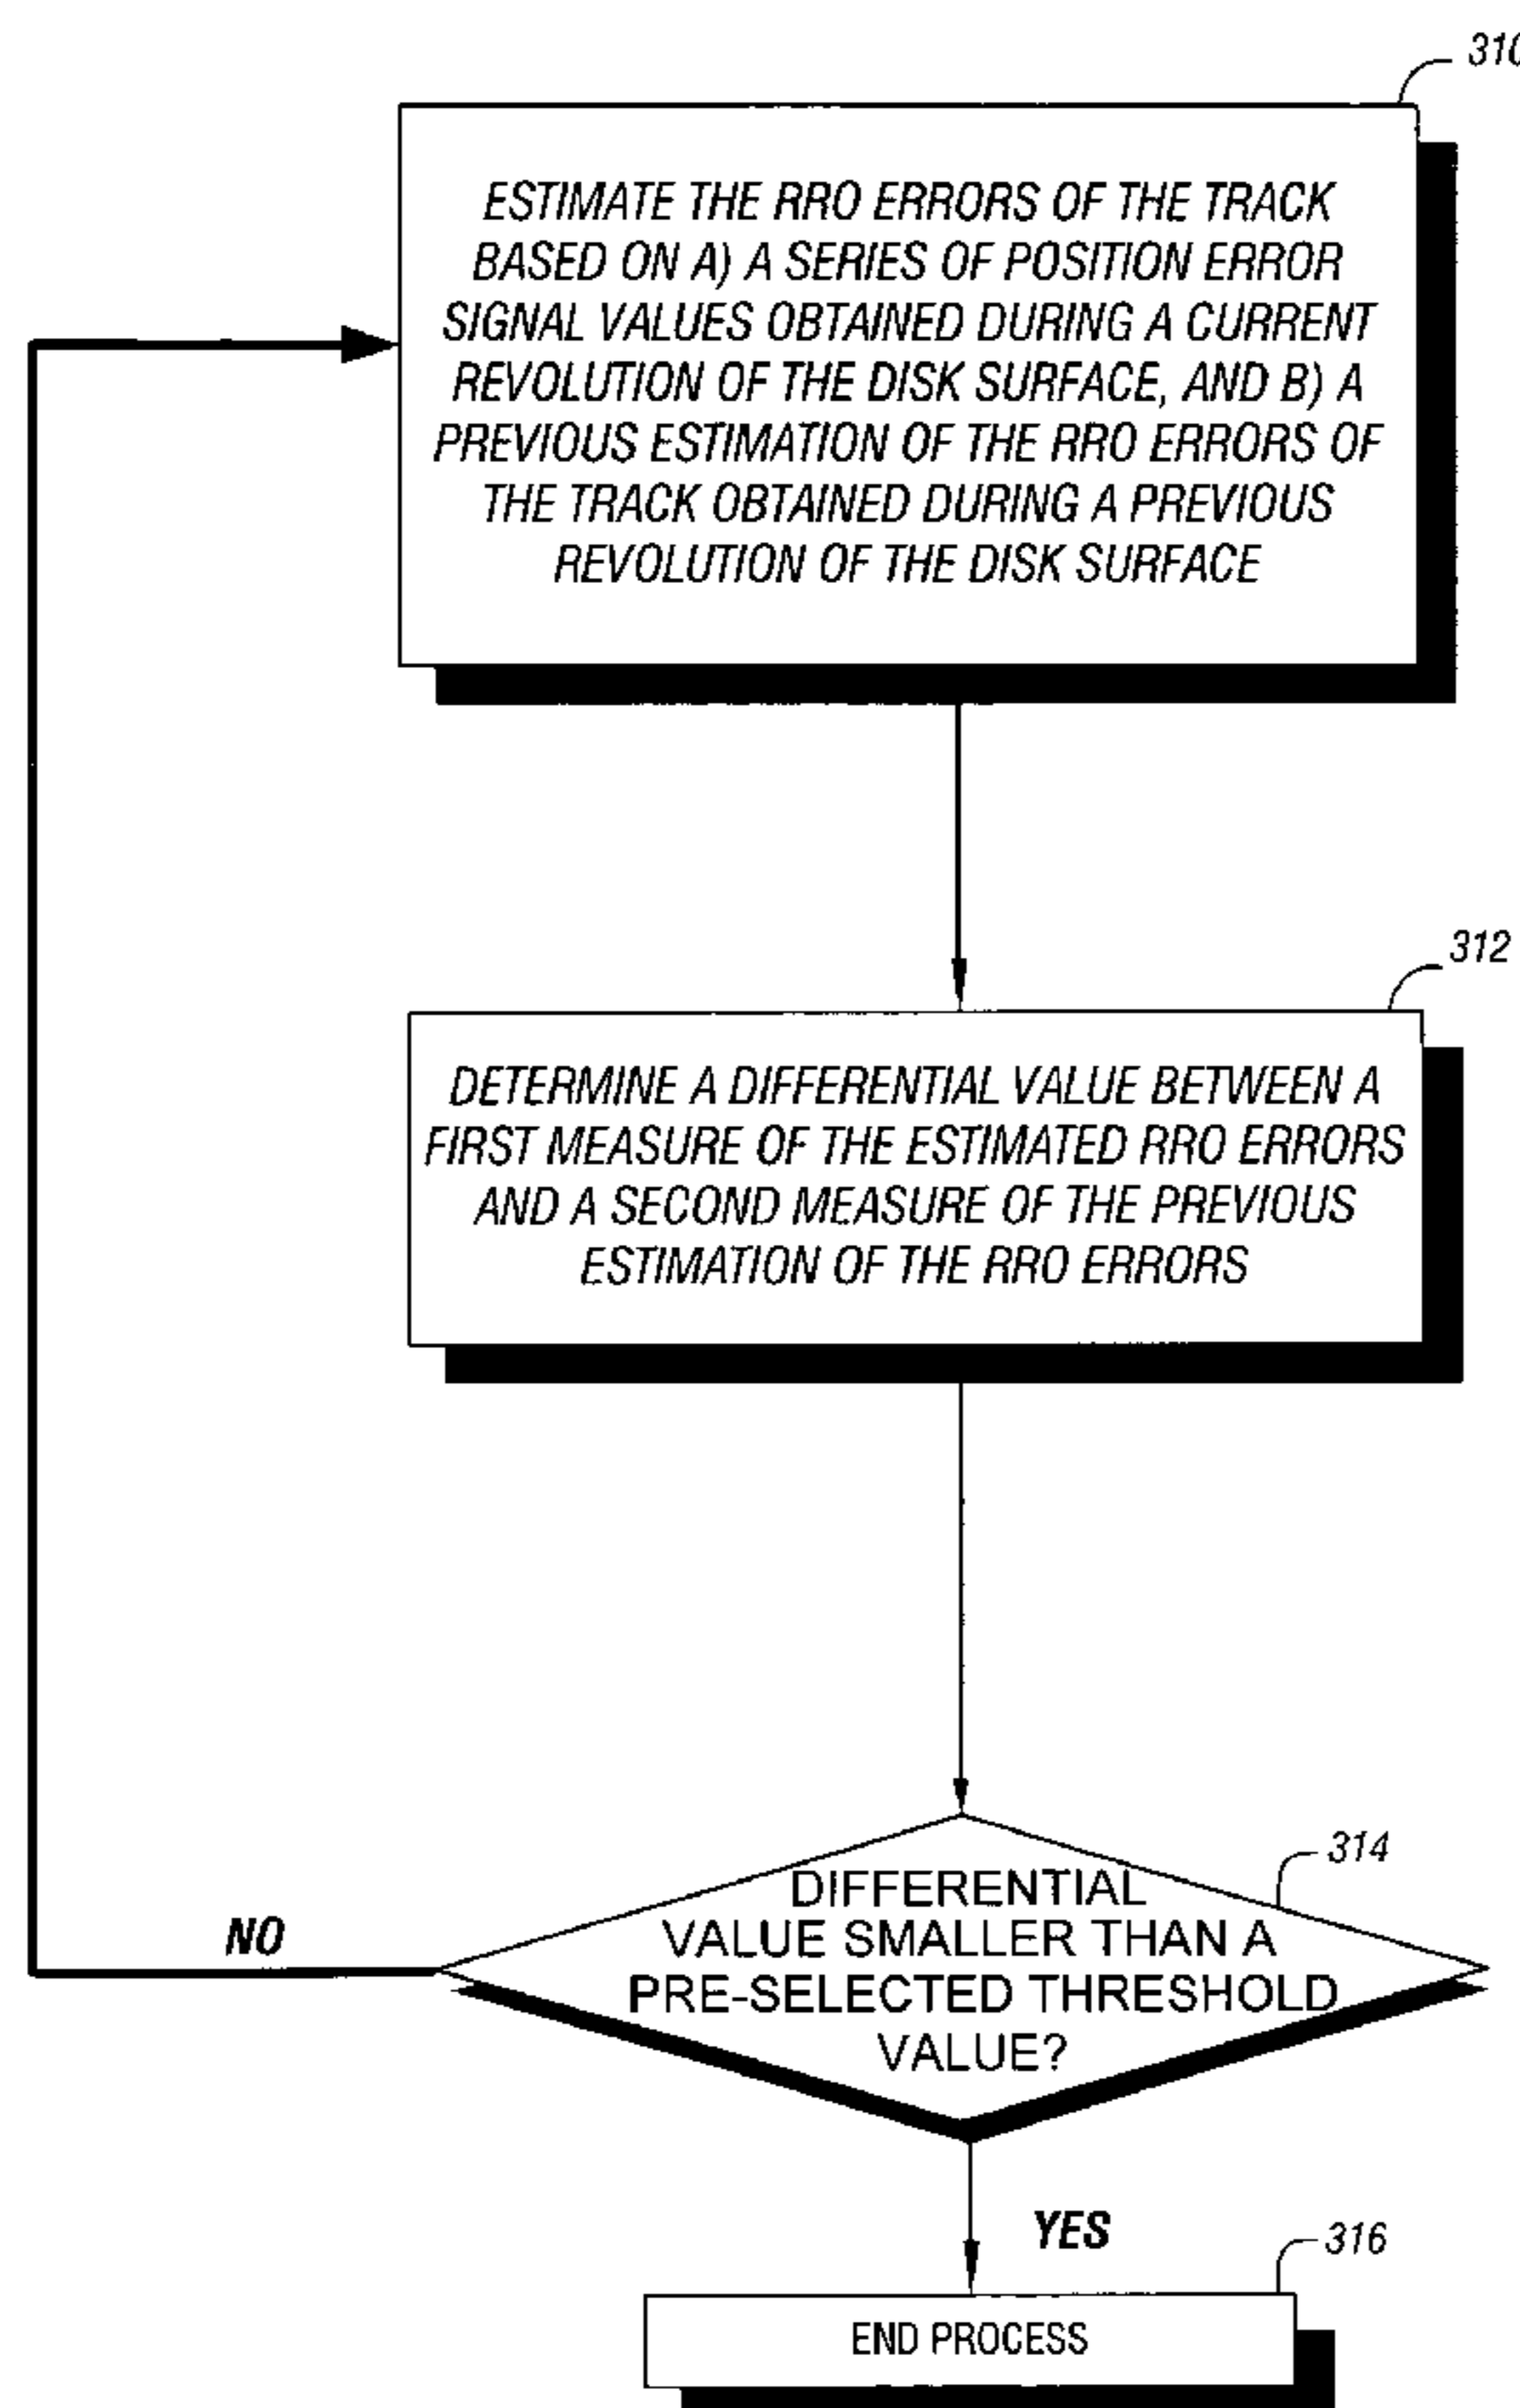 310
ESTIMATE THE RRO ERRORS OF THE TRACK
BASED ON A) A SERIES OF POSITION ERROR
SIGNAL VALUES OBTAINED DURING A CURRENT
REVOLUTION OF THE DISK SURFACE, AND B) A
PREVIOUS ESTIMATION OF THE RRO ERRORS OF
THE TRACK OBTAINED DURING A PREVIOUS
REVOLUTION OF THE DISK SURFACE
312
DETERMINE A DIFFERENTIAL VALUE BETWEEN A
FIRST MEASURE OF THE ESTIMATED RRO ERRORS
AND A SECOND MEASURE OF THE PREVIOUS
ESTIMATION OF THE RRO ERRORS
314
DIFFERENTIAL
VALUE SMALLER THAN A
PRE-SELECTED THRESHOLD
VALUE?
NO
YES
316
END PROCESS